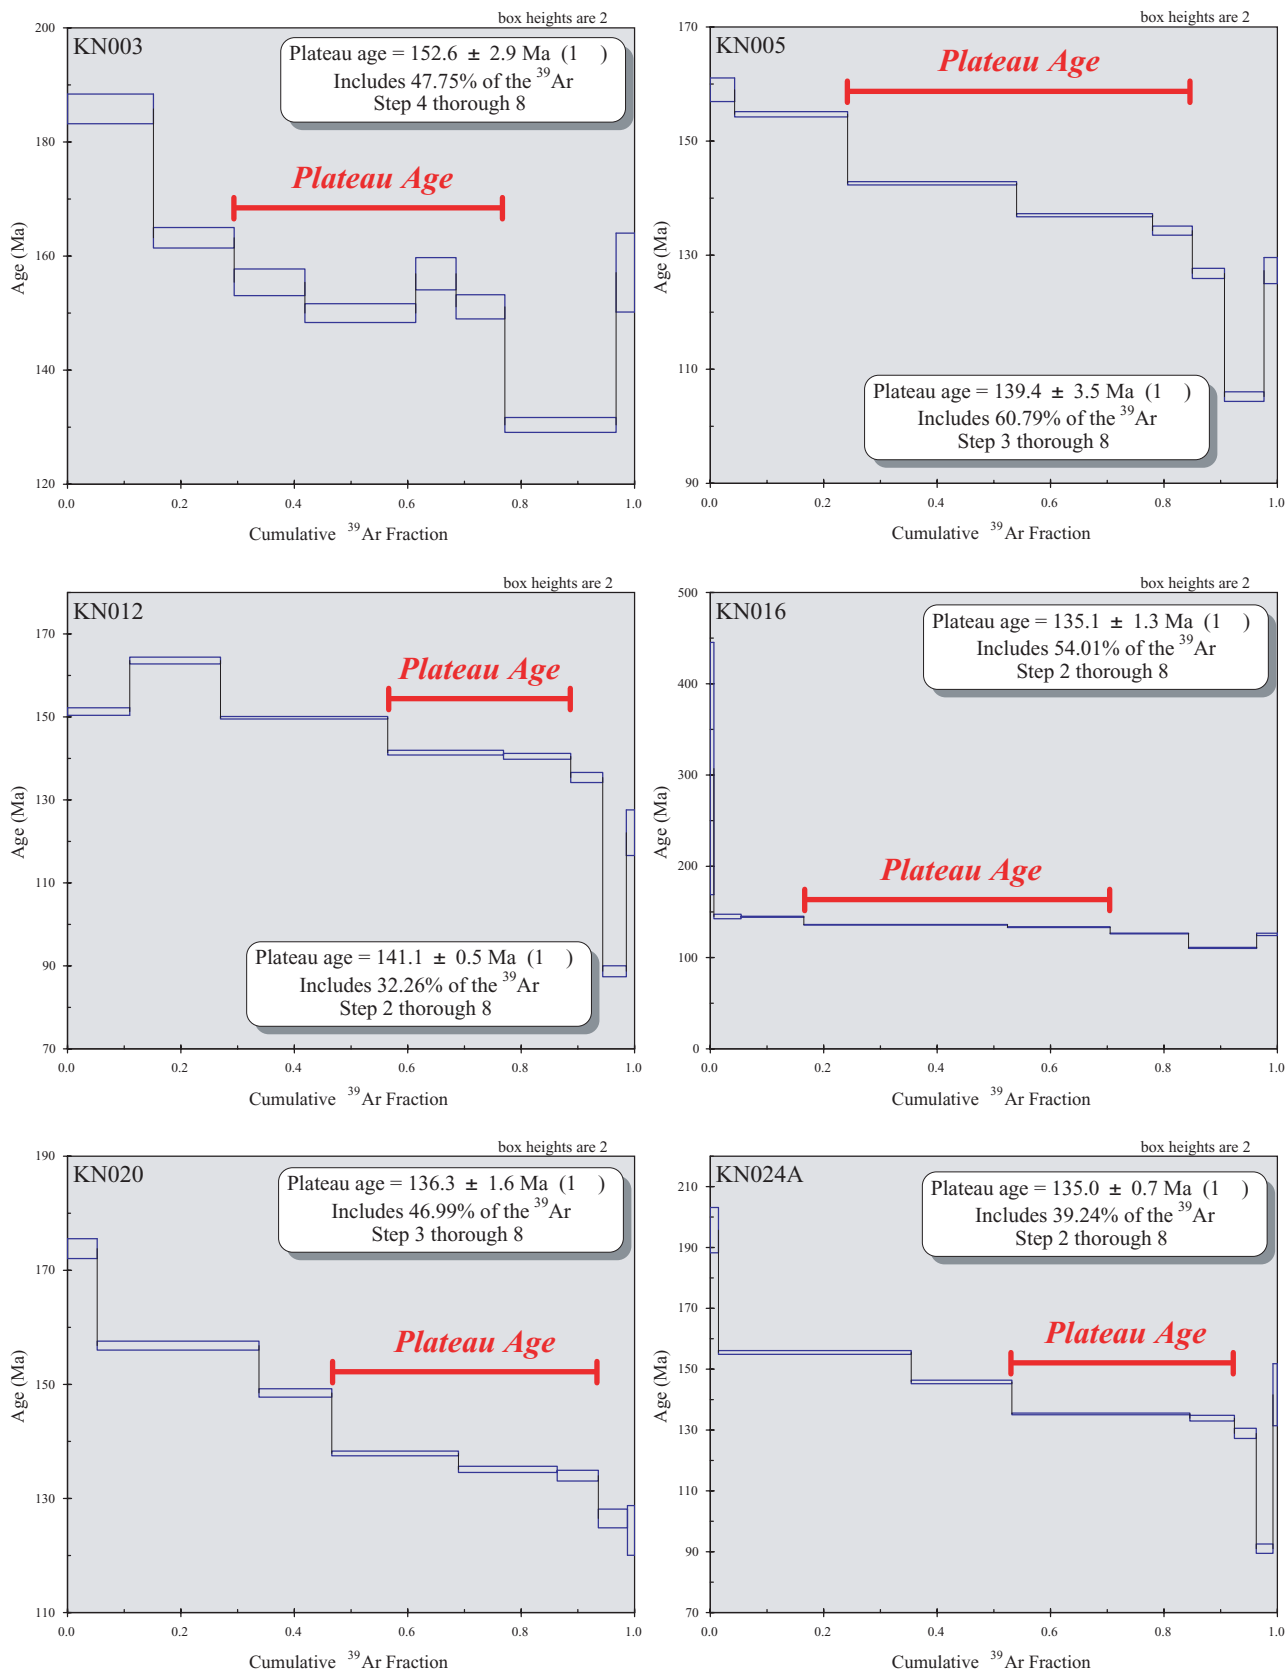 box heights are 2
KN003
Plateau age = 152.6 ± 2.9 Ma (1 )
Includes 47.75% of the 39Ar
Step 4 thorough 8
Plateau Age
200
180
160
140
120
Age (Ma)
0.0 0.2 0.4 0.6 0.8 1.0
Cumulative 39Ar Fraction
box heights are 2
KN005
Plateau Age
Plateau age = 139.4 ± 3.5 Ma (1 )
Includes 60.79% of the 39Ar
Step 3 thorough 8
170
150
130
110
90
Age (Ma)
0.0 0.2 0.4 0.6 0.8 1.0
Cumulative 39Ar Fraction
box heights are 2
KN012
Plateau Age
Plateau age = 141.1 ± 0.5 Ma (1 )
Includes 32.26% of the 39Ar
Step 2 thorough 8
170
150
130
110
90
70
Age (Ma)
0.0 0.2 0.4 0.6 0.8 1.0
Cumulative 39Ar Fraction
box heights are 2
KN016
Plateau age = 135.1 ± 1.3 Ma (1 )
Includes 54.01% of the 39Ar
Step 2 thorough 8
Plateau Age
500
400
300
200
100
0
Age (Ma)
0.0 0.2 0.4 0.6 0.8 1.0
Cumulative 39Ar Fraction
box heights are 2
KN020
Plateau age = 136.3 ± 1.6 Ma (1 )
Includes 46.99% of the 39Ar
Step 3 thorough 8
Plateau Age
190
170
150
130
110
Age (Ma)
0.0 0.2 0.4 0.6 0.8 1.0
Cumulative 39Ar Fraction
box heights are 2
KN024A
Plateau age = 135.0 ± 0.7 Ma (1 )
Includes 39.24% of the 39Ar
Step 2 thorough 8
Plateau Age
210
190
170
150
130
110
90
70
Age (Ma)
0.0 0.2 0.4 0.6 0.8 1.0
Cumulative 39Ar Fraction